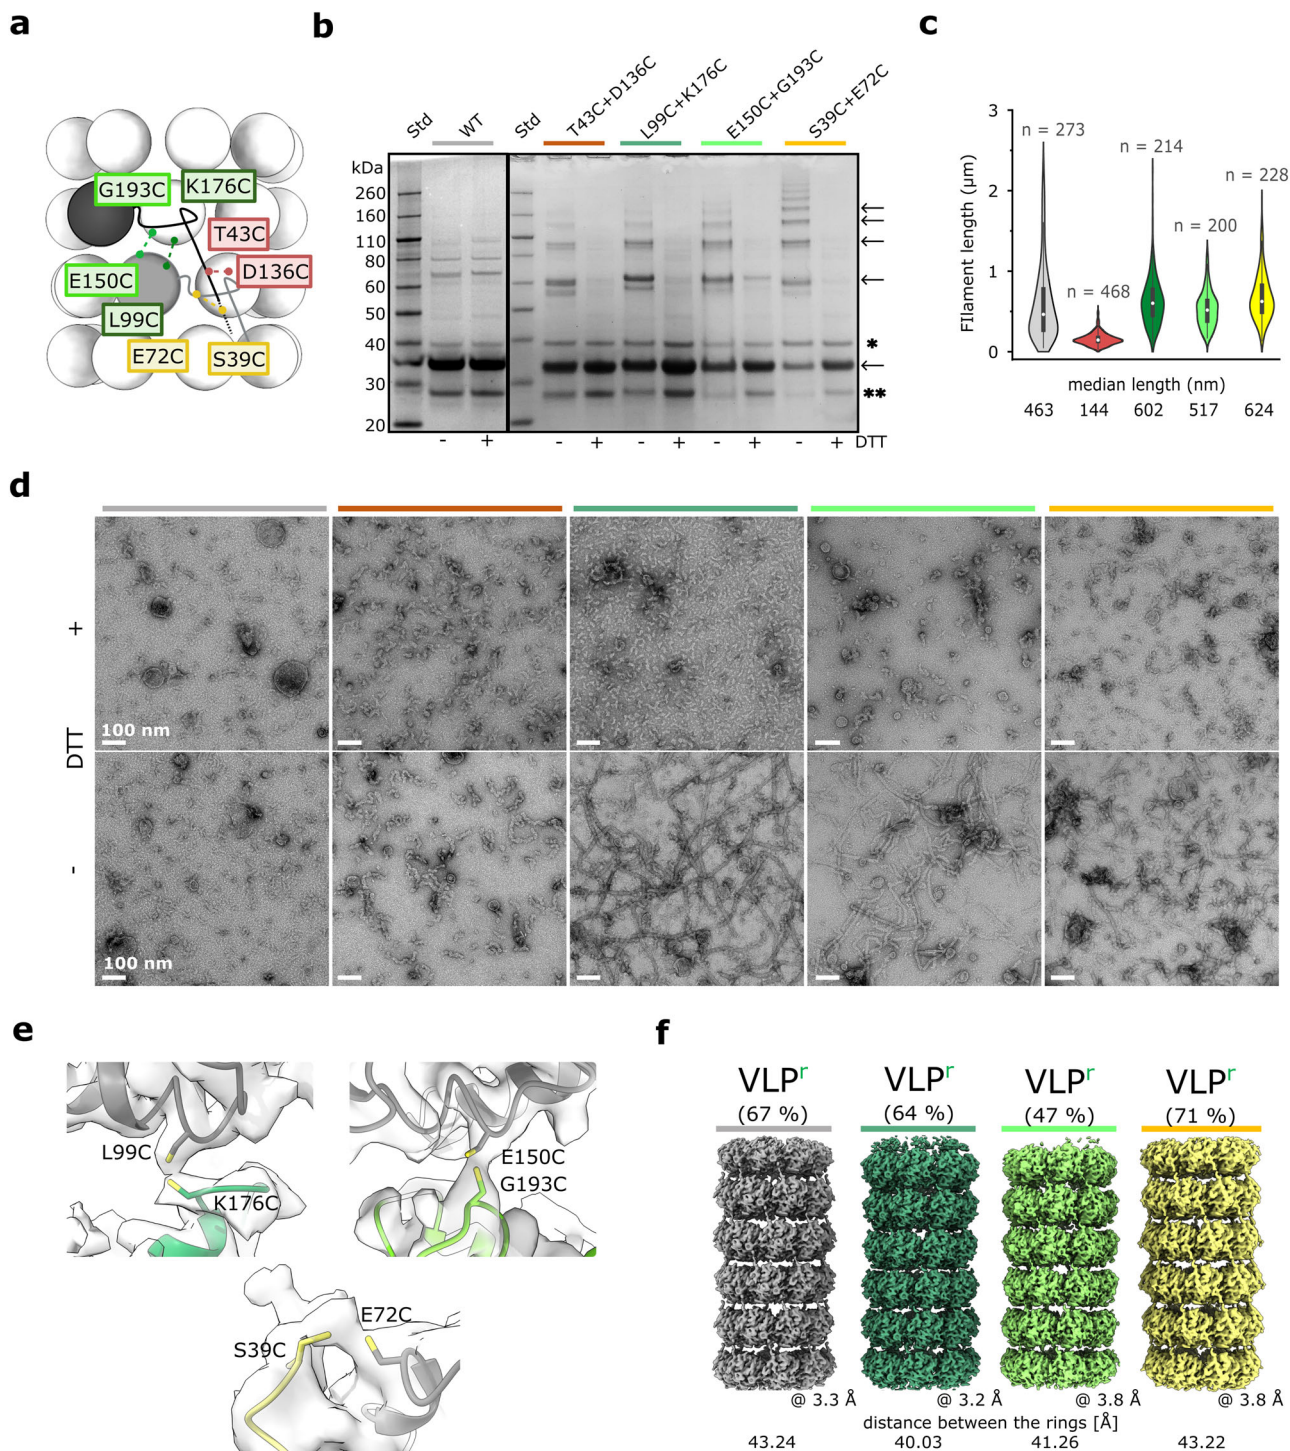 a
G193C
K176C
T43C
D136C
E150C
L99C
E72C
S39C
b
Std
WT
Std
T43C+D136C
L99C+K176C
E150C+G193C
S39C+E72C
kDa
260
160
110
80
60
50
40
30
20
*
**
- + - + - + - + - + DTT
c
FIlament length (µm)
3
2
1
0
n = 273
n = 468
n = 214
n = 200
n = 228
median length (nm)
463 144 602 517 624
d
DTT
+
-
100 nm
100 nm
e
L99C
K176C
E150C
G193C
E72C
S39C
f
VLPʳ VLPʳ VLPʳ VLPʳ
(67 %) (64 %) (47 %) (71 %)
@ 3.3 Å @ 3.2 Å @ 3.8 Å @ 3.8 Å
distance between the rings [Å]
43.24 40.03 41.26 43.22